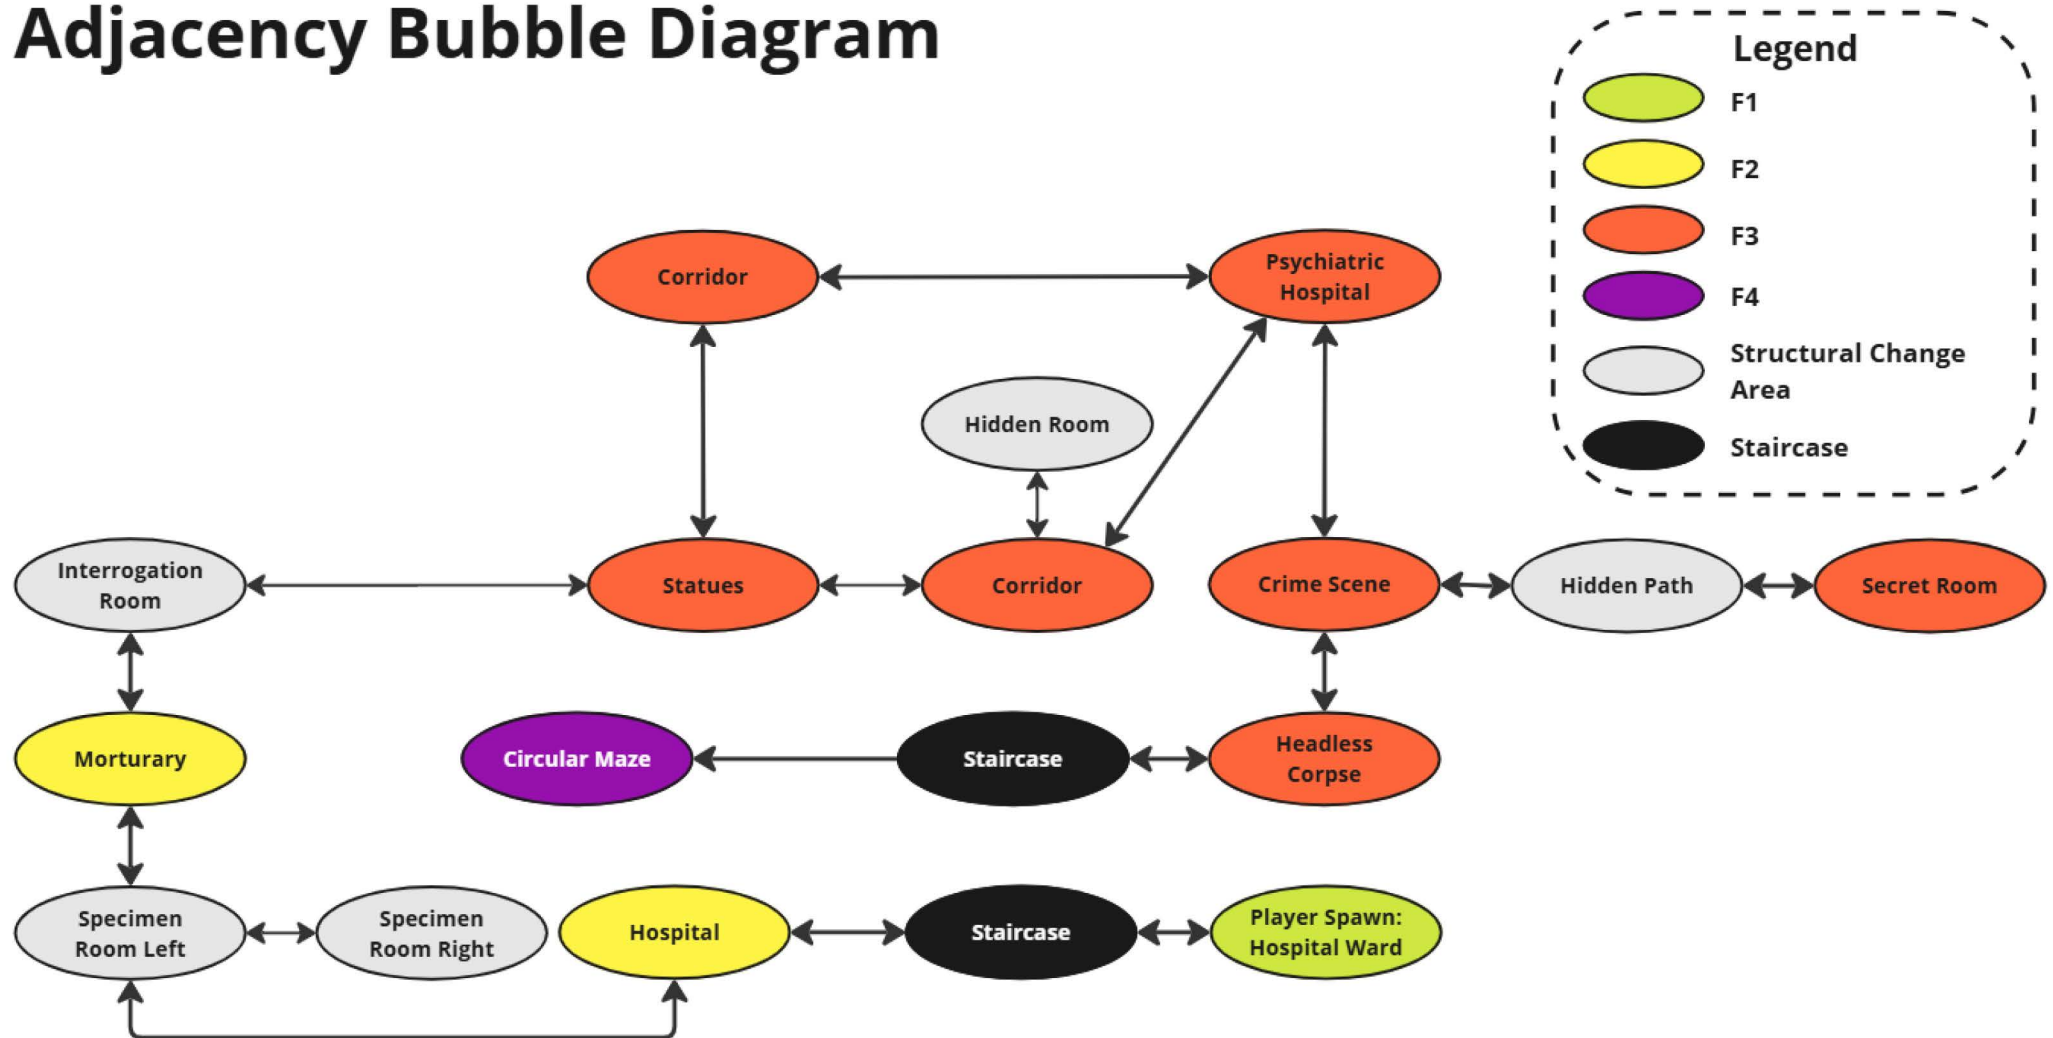 Adjacency Bubble Diagram
Legend
F1
F2
F3
F4
Structural Change
Area
Staircase
Corridor
Psychiatric
Hospital
Hidden Room
Interrogation
Room
Statues
Corridor
Crime Scene
Hidden Path
Secret Room
Morturary
Circular Maze
Staircase
Headless
Corpse
Specimen
Room Left
Specimen
Room Right
Hospital
Staircase
Player Spawn:
Hospital Ward